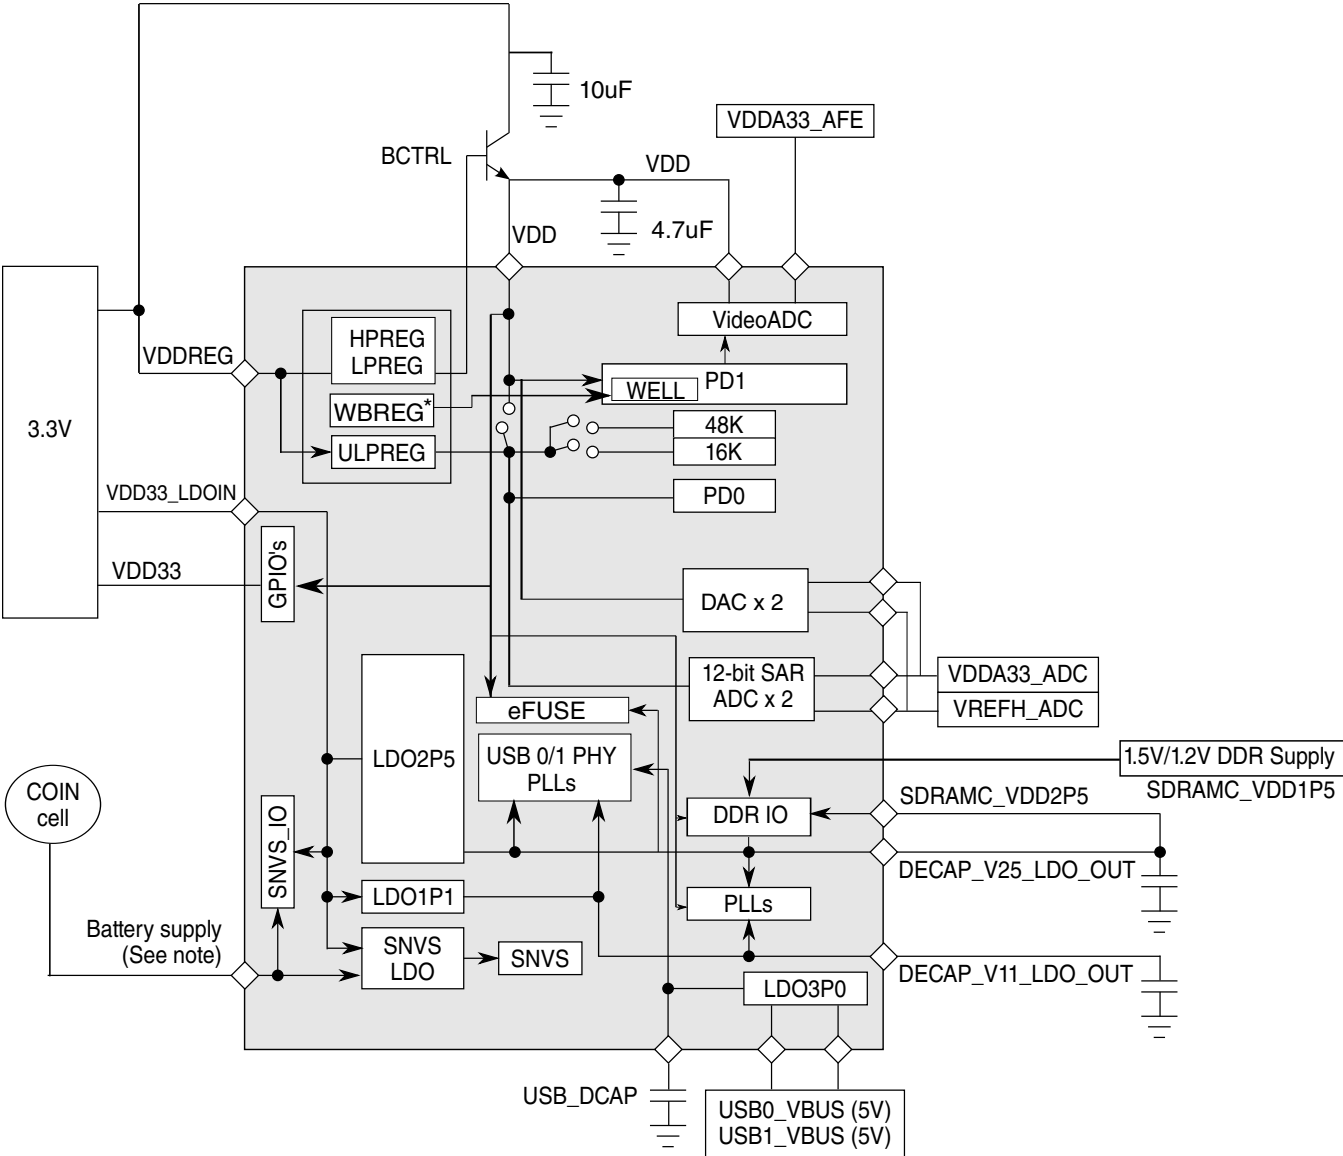 10uF
VDDA33_AFE
BCTRL
VDD
4.7uF
VDD
VideoADC
HPREG
LPREG
VDDREG
PD1
WELL
WBREG*
3.3V
48K
ULPREG
16K
VDD33_LDOIN
PD0
GPIO's
VDD33
DAC x 2
12-bit SAR
ADC x 2
VDDA33_ADC
VREFH_ADC
eFUSE
LDO2P5
USB 0/1 PHY
PLLs
1.5V/1.2V DDR Supply
SDRAMC_VDD1P5
COIN
cell
SDRAMC_VDD2P5
DDR IO
SNVS_IO
DECAP_V25_LDO_OUT
LDO1P1
PLLs
Battery supply
(See note)
SNVS
LDO
SNVS
DECAP_V11_LDO_OUT
LDO3P0
USB_DCAP
USB0_VBUS (5V)
USB1_VBUS (5V)